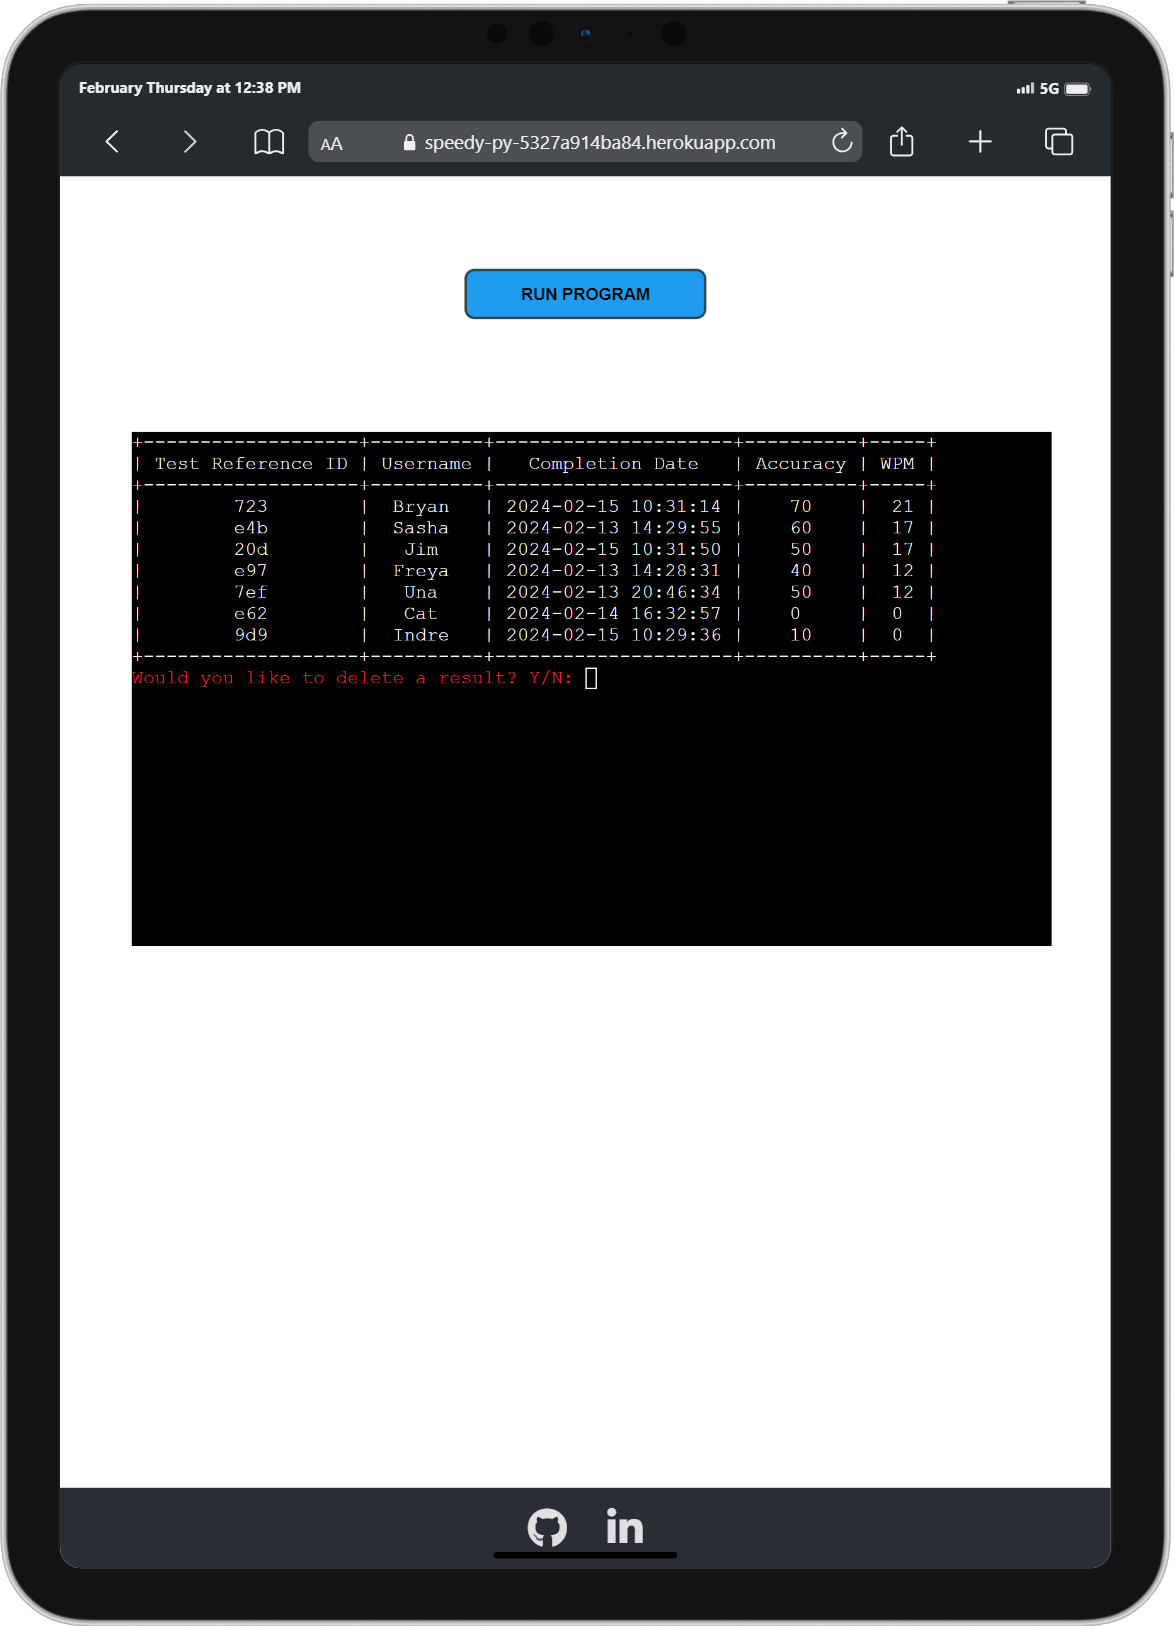 February Thursday at 12:38 PM
5G
AA
speedy-py-5327a914ba84.herokuapp.com
RUN PROGRAM
+-------------------+----------+---------------------+----------+-----+
| Test Reference ID | Username |   Completion Date   | Accuracy | WPM |
+-------------------+----------+---------------------+----------+-----+
|        723        |  Bryan   | 2024-02-15 10:31:14 |    70    |  21 |
|        e4b        |  Sasha   | 2024-02-13 14:29:55 |    60    |  17 |
|        20d        |   Jim    | 2024-02-15 10:31:50 |    50    |  17 |
|        e97        |  Freya   | 2024-02-13 14:28:31 |    40    |  12 |
|        7ef        |   Una    | 2024-02-13 20:46:34 |    50    |  12 |
|        e62        |   Cat    | 2024-02-14 16:32:57 |    0     |  0  |
|        9d9        |  Indre   | 2024-02-15 10:29:36 |    10    |  0  |
+-------------------+----------+---------------------+----------+-----+
Would you like to delete a result? Y/N:
in